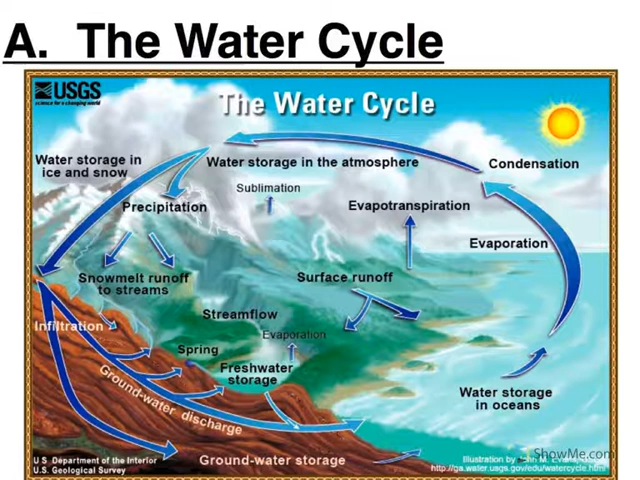 A. The Water Cycle
USGS
science for a changing world
The Water Cycle
Water storage in
ice and snow
Water storage in the atmosphere
Condensation
Sublimation
Precipitation
Evapotranspiration
Evaporation
Snowmelt runoff
to streams
Surface runoff
Streamflow
Infiltration
Evaporation
Spring
Freshwater
storage
Ground-water discharge
Water storage
in oceans
Ground-water storage
U S Department of the Interior
U.S. Geological Survey
Illustration by John M.
ShowMe.com
http://ga.water.usgs.gov/edu/watercycle.html